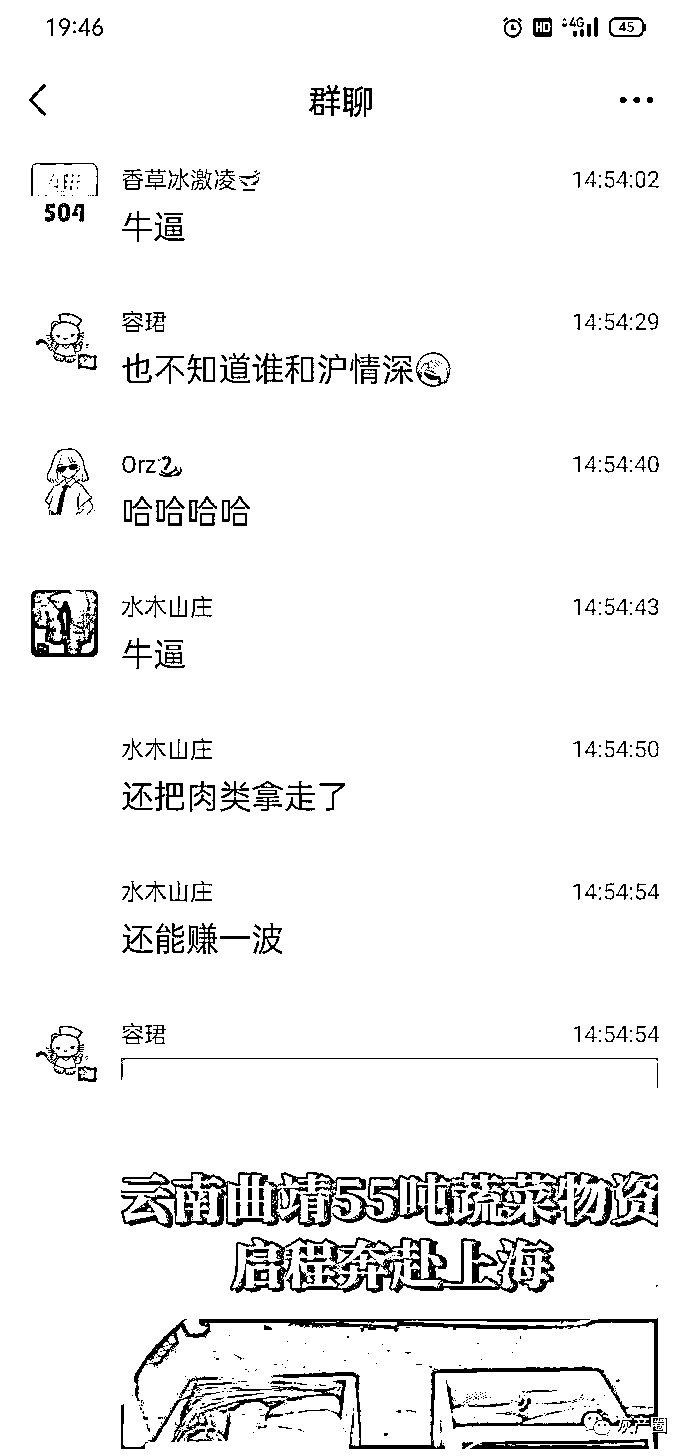 19:46
HD 4G 45
群聊
香草冰激凌
14:54:02
504
牛逼
容珺
14:54:29
也不知道谁和沪情深
Orz
14:54:40
哈哈哈哈
水木山庄
14:54:43
牛逼
水木山庄
14:54:50
还把肉类拿走了
水木山庄
14:54:54
还能赚一波
容珺
14:54:54
云南曲靖55吨蔬菜物资
启程奔赴上海
灰产圈